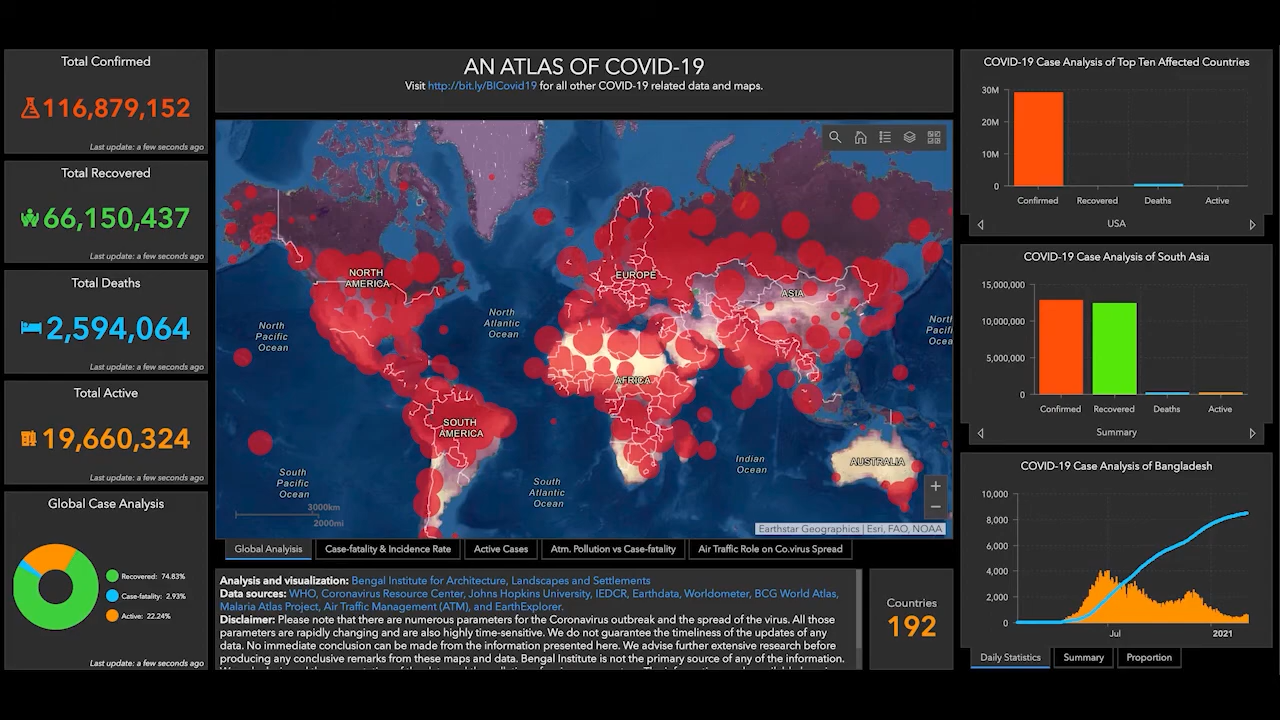 Total Confirmed
116,879,152
Last update: a few seconds ago
Total Recovered
66,150,437
Last update: a few seconds ago
Total Deaths
2,594,064
Last update: a few seconds ago
Total Active
19,660,324
Last update: a few seconds ago
Global Case Analysis
Recovered: 74.83%
Case-fatality: 2.93%
Active: 22.24%
Last update: a few seconds ago
AN ATLAS OF COVID-19
Visit http://bit.ly/BICovid19 for all other COVID-19 related data and maps.
NORTH
AMERICA
EUROPE
ASIA
North
Pacific
Ocean
North
Atlantic
Ocean
North
Ocea
AFRICA
SOUTH
AMERICA
AUSTRALIA
Indian
Ocean
South
Pacific
Ocean
South
Atlantic
Ocean
3000km
2000mi
Earthstar Geographics | Esri, FAO, NOAA
Global Analyisis
Case-fatality & Incidence Rate
Active Cases
Atm. Pollution vs Case-fatality
Air Traffic Role on Co.virus Spread
Analysis and visualization: Bengal Institute for Architecture, Landscapes and Settlements
Data sources: WHO, Coronavirus Resource Center, Johns Hopkins University, IEDCR, Earthdata, Worldometer, BCG World Atlas,
Malaria Atlas Project, Air Traffic Management (ATM), and EarthExplorer.
Disclaimer: Please note that there are numerous parameters for the Coronavirus outbreak and the spread of the virus. All those
parameters are rapidly changing and are also highly time-sensitive. We do not guarantee the timeliness of the updates of any
data. No immediate conclusion can be made from the information presented here. We advise further extensive research before
producing any conclusive remarks from these maps and data. Bengal Institute is not the primary source of any of the information.
Countries
192
COVID-19 Case Analysis of Top Ten Affected Countries
30M
20M
10M
0
Confirmed Recovered Deaths Active
USA
COVID-19 Case Analysis of South Asia
15,000,000
10,000,000
5,000,000
0
Confirmed Recovered Deaths Active
Summary
COVID-19 Case Analysis of Bangladesh
10,000
8,000
6,000
4,000
2,000
0
Jul 2021
Daily Statistics
Summary
Proportion